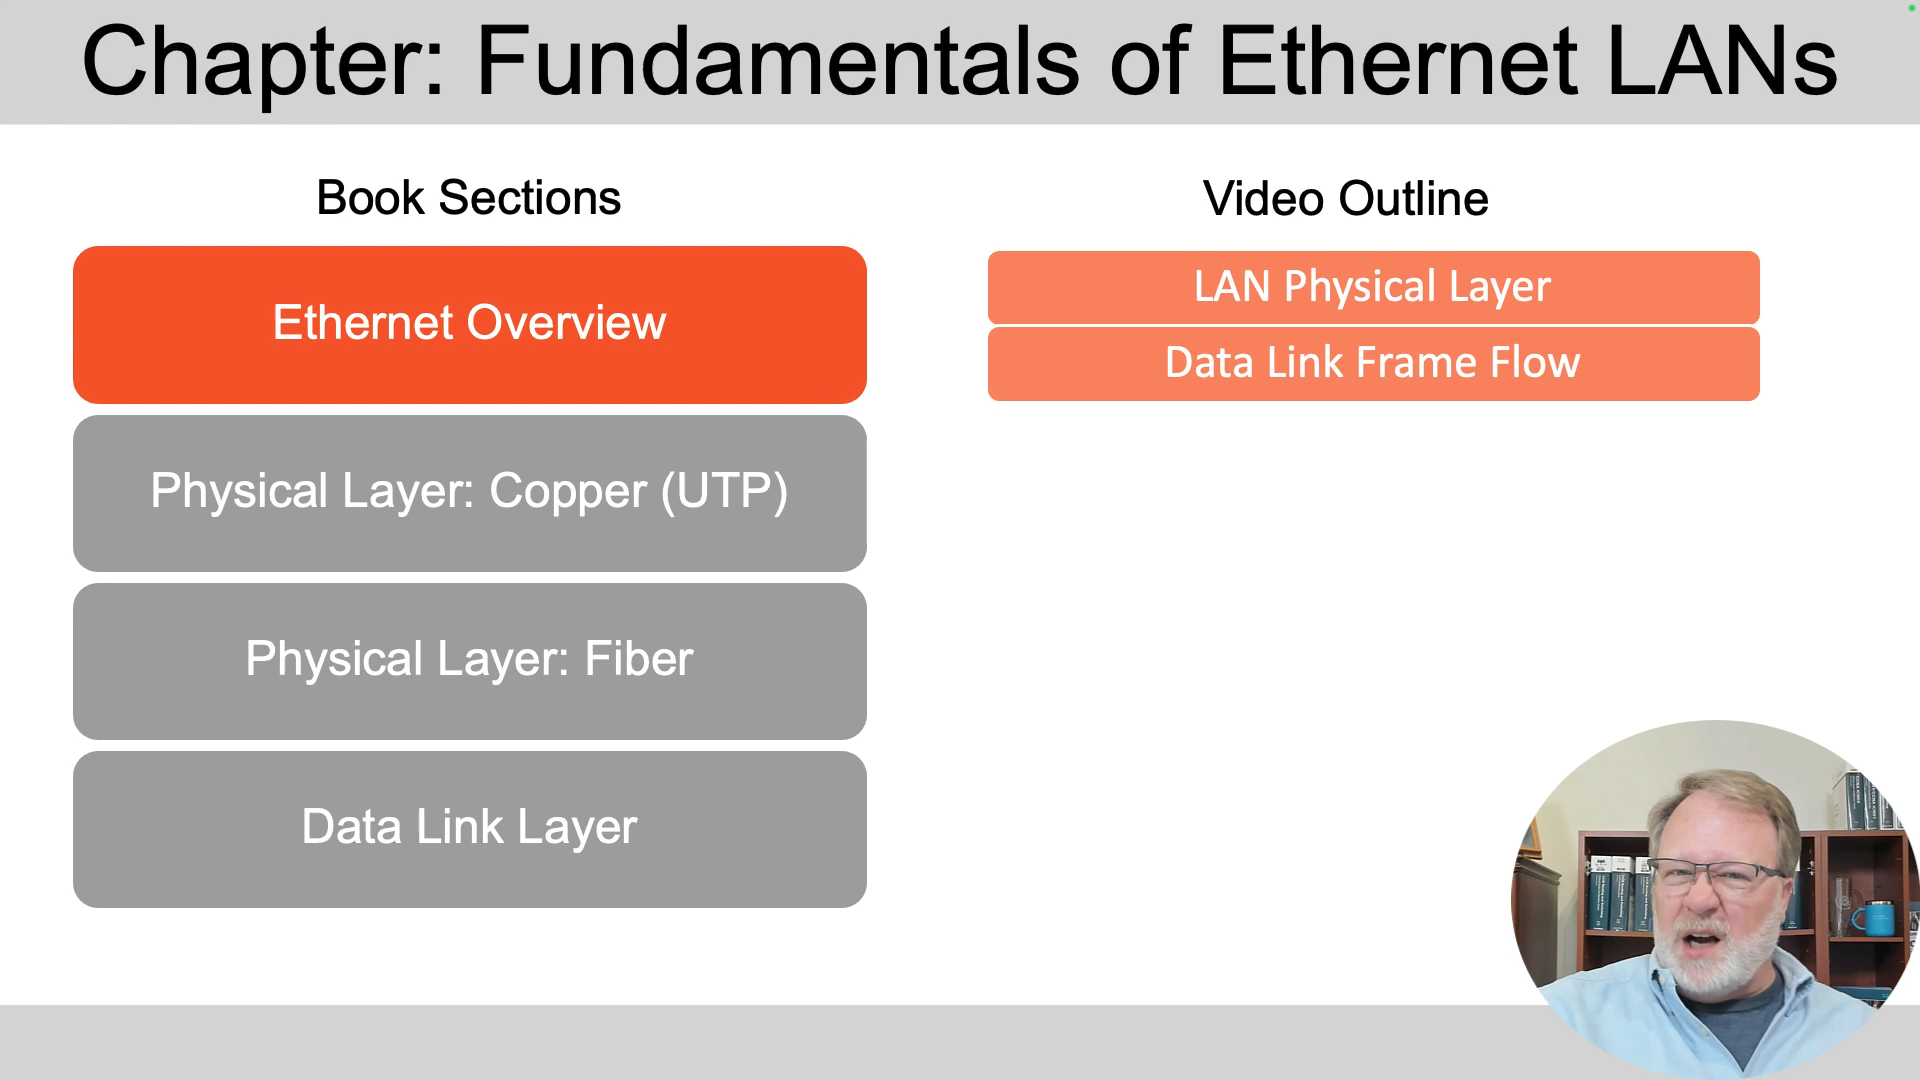 Chapter: Fundamentals of Ethernet LANs
Book Sections
Ethernet Overview
Physical Layer: Copper (UTP)
Physical Layer: Fiber
Data Link Layer
Video Outline
LAN Physical Layer
Data Link Frame Flow